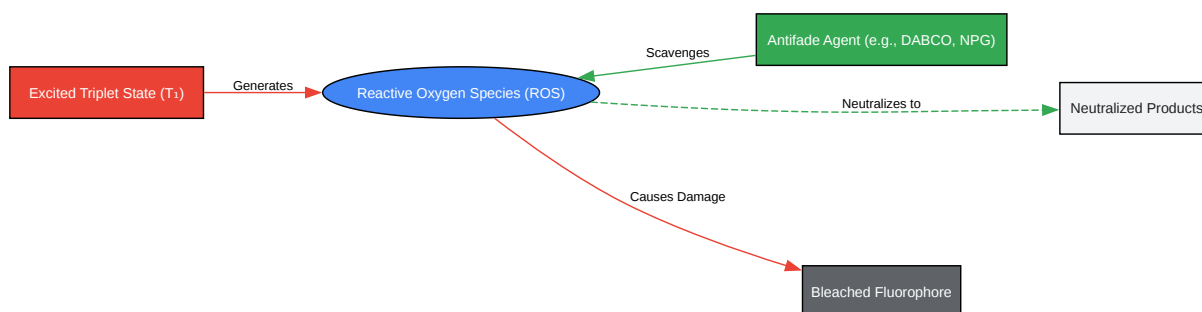 Antifade Agent (e.g., DABCO, NPG)
Scavenges
Excited Triplet State (T₁)
Generates
Reactive Oxygen Species (ROS)
Neutralizes to
Neutralized Products
Causes Damage
Bleached Fluorophore